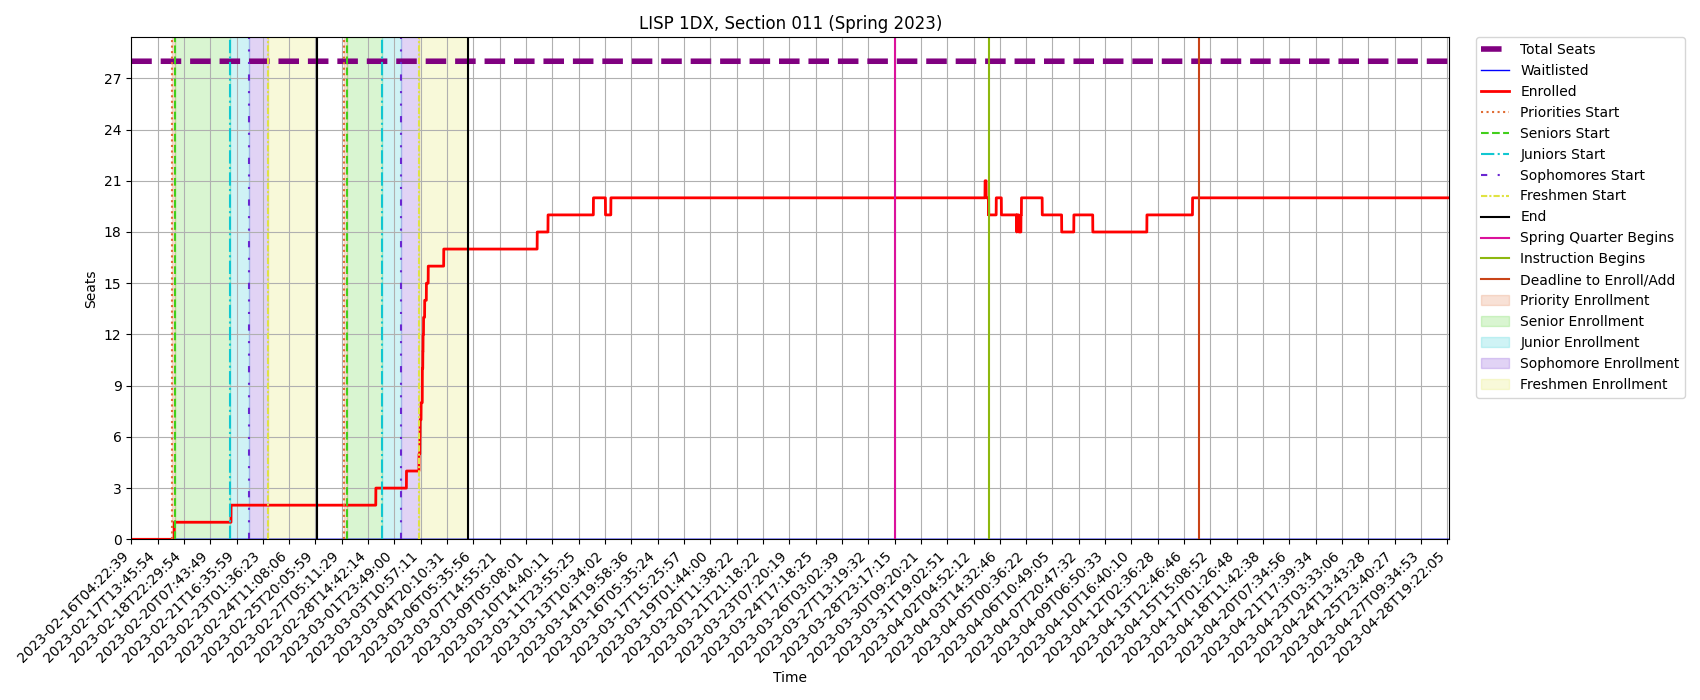 LISP 1DX, Section 011 (Spring 2023)
Total Seats
Waitlisted
Enrolled
Priorities Start
Seniors Start
Juniors Start
Sophomores Start
Freshmen Start
End
Spring Quarter Begins
Instruction Begins
Deadline to Enroll/Add
Priority Enrollment
Senior Enrollment
Junior Enrollment
Sophomore Enrollment
Freshmen Enrollment
Seats
27
24
21
18
15
12
9
6
3
0
2023-02-16T04:22:39
2023-02-17T13:45:54
2023-02-18T22:29:54
2023-02-20T07:43:49
2023-02-21T16:35:59
2023-02-23T01:36:23
2023-02-24T11:08:06
2023-02-25T20:05:59
2023-02-27T05:11:29
2023-02-28T14:42:14
2023-03-01T23:49:00
2023-03-03T10:57:11
2023-03-04T20:10:31
2023-03-06T05:35:56
2023-03-07T14:55:21
2023-03-09T05:08:01
2023-03-10T14:40:11
2023-03-11T23:55:25
2023-03-13T10:34:02
2023-03-14T19:58:36
2023-03-16T05:35:24
2023-03-17T15:25:57
2023-03-19T01:44:00
2023-03-20T11:38:22
2023-03-21T21:18:22
2023-03-23T07:20:19
2023-03-24T17:18:25
2023-03-26T03:02:39
2023-03-27T13:19:32
2023-03-28T23:17:15
2023-03-30T09:20:21
2023-03-31T19:02:51
2023-04-02T04:52:12
2023-04-03T14:32:46
2023-04-05T00:36:22
2023-04-06T10:49:05
2023-04-07T20:47:32
2023-04-09T06:50:33
2023-04-10T16:40:10
2023-04-12T02:36:28
2023-04-13T12:46:46
2023-04-15T15:08:52
2023-04-17T01:26:48
2023-04-18T11:42:38
2023-04-20T07:34:56
2023-04-21T17:39:34
2023-04-23T03:33:06
2023-04-24T13:43:28
2023-04-25T23:40:27
2023-04-27T09:34:53
2023-04-28T19:22:05
Time